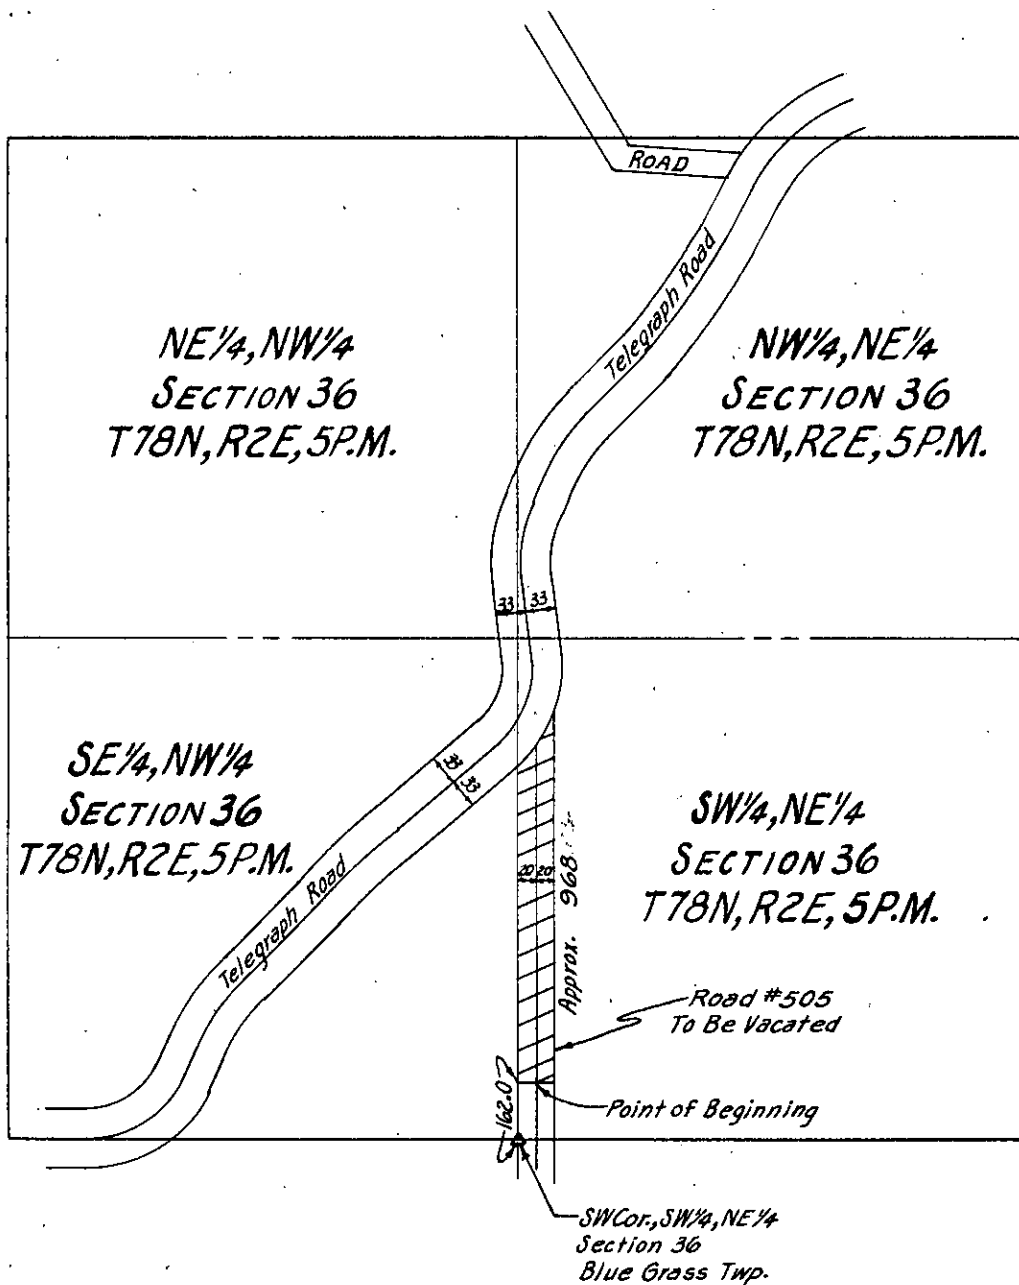 ROAD
Telegraph Road
NE¼, NW¼
SECTION 36
T78N, R2E, 5P.M.
NW¼, NE¼
SECTION 36
T78N, R2E, 5P.M.
33 33
SE¼, NW¼
SECTION 36
T78N, R2E, 5P.M.
33
33
SW¼, NE¼
SECTION 36
T78N, R2E, 5P.M.
20 20
Approx. 968
Telegraph Road
Road #505
To Be Vacated
162.0
Point of Beginning
SW Cor., SW¼, NE¼
Section 36
Blue Grass Twp.